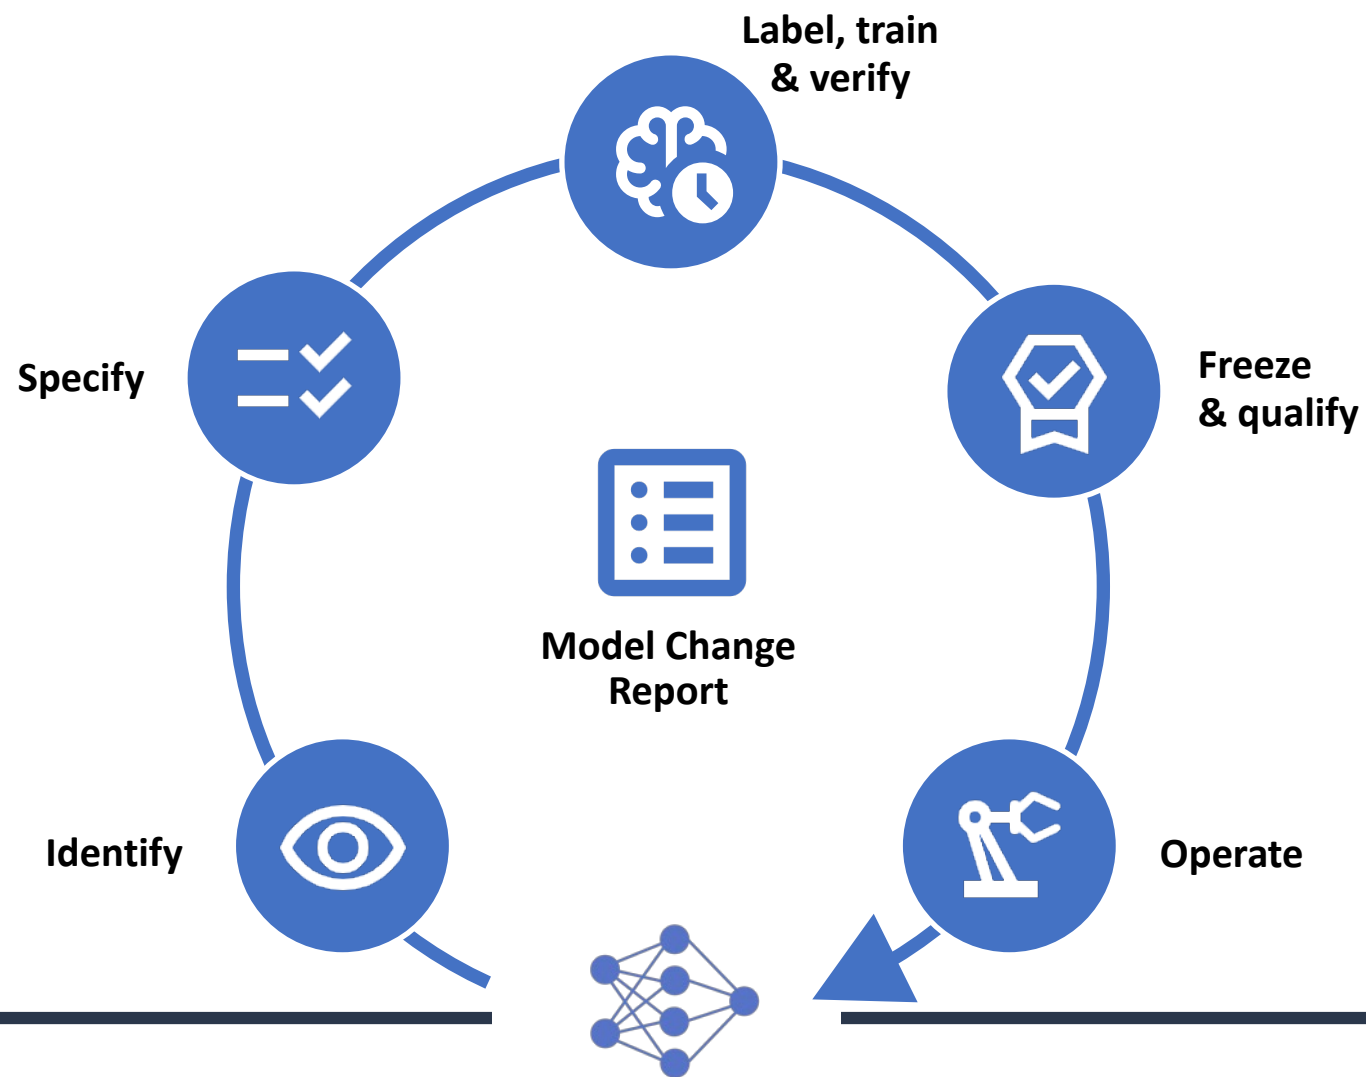 Label, train
& verify
Specify
Freeze
& qualify
Model Change
Report
Identify
Operate